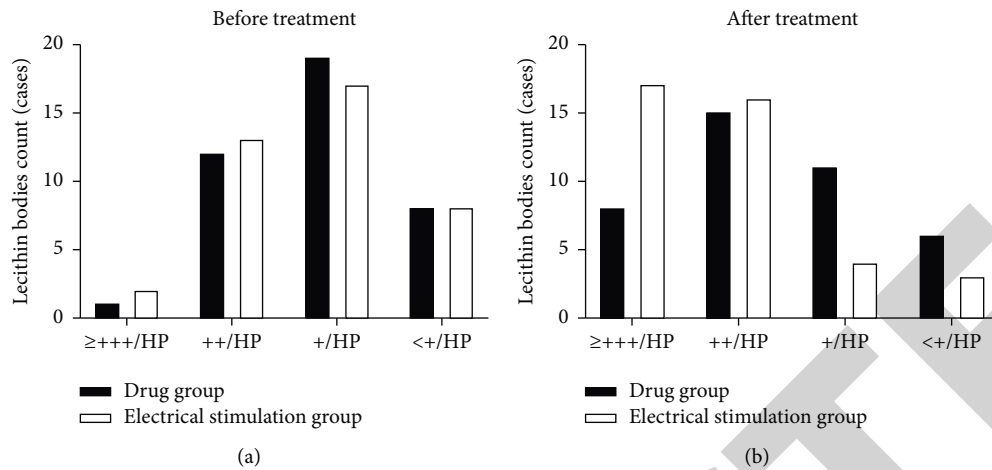 Before treatment
Lecithin bodies count (cases)
20
15
10
5
0
≥+++/HP ++/HP +/HP <+/HP
Drug group
Electrical stimulation group
(a)
After treatment
Lecithin bodies count (cases)
20
15
10
5
0
≥+++/HP ++/HP +/HP <+/HP
Drug group
Electrical stimulation group
(b)